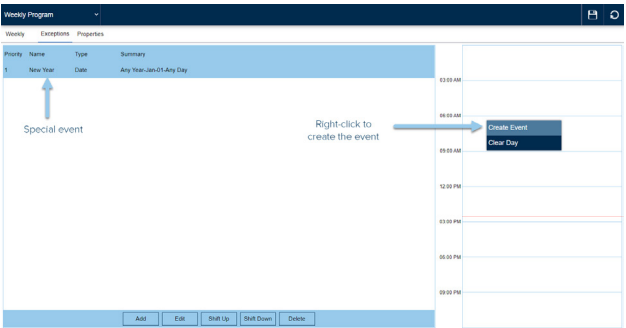 Weekly Program
Weekly Exceptions Properties
Priority Name Type Summary
1 New Year Date Any Year-Jan-01-Any Day
Special event
Right-click to
create the event
03:00 AM
06:00 AM
Create Event
Clear Day
09:00 AM
12:00 PM
03:00 PM
06:00 PM
09:00 PM
Add Edit Shift Up Shift Down Delete